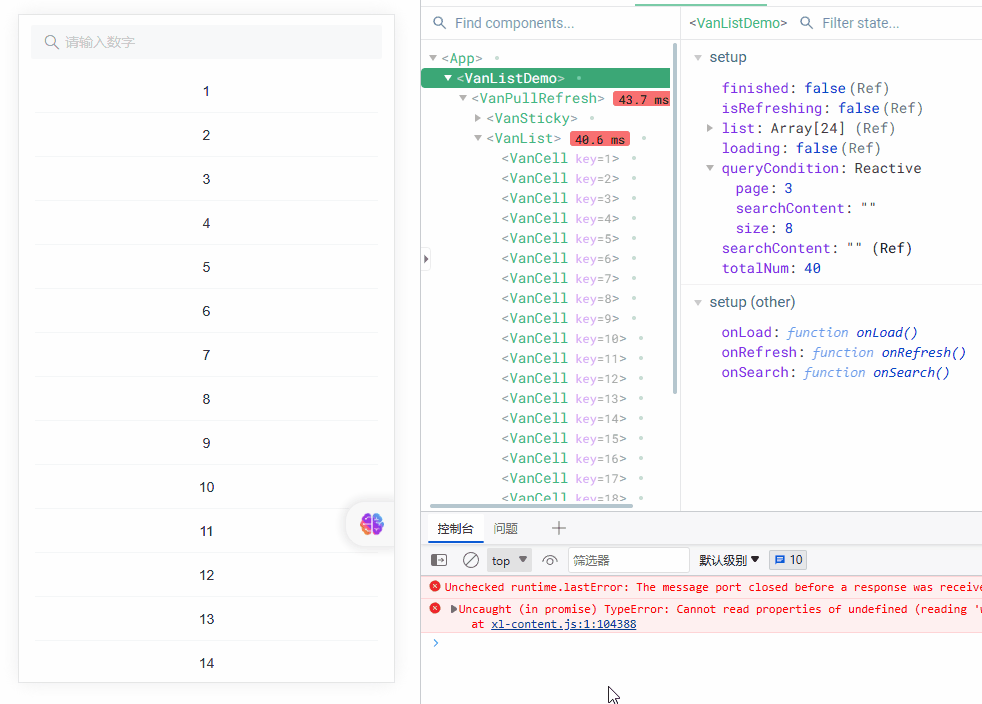 请输入数字
1
2
3
4
5
6
7
8
9
10
11
12
13
14
Find components...
<App>
<VanListDemo>
<VanPullRefresh> 43.7 ms
<VanSticky>
<VanList> 40.6 ms
<VanCell key=1>
<VanCell key=2>
<VanCell key=3>
<VanCell key=4>
<VanCell key=5>
<VanCell key=6>
<VanCell key=7>
<VanCell key=8>
<VanCell key=9>
<VanCell key=10>
<VanCell key=11>
<VanCell key=12>
<VanCell key=13>
<VanCell key=14>
<VanCell key=15>
<VanCell key=16>
<VanCell key=17>
<VanCell key=18>
<VanListDemo> Filter state...
setup
finished: false (Ref)
isRefreshing: false (Ref)
list: Array[24] (Ref)
loading: false (Ref)
queryCondition: Reactive
page: 3
searchContent: ""
size: 8
searchContent: "" (Ref)
totalNum: 40
setup (other)
onLoad: function onLoad()
onRefresh: function onRefresh()
onSearch: function onSearch()
控制台 问题
top 筛选器 默认级别 10
Unchecked runtime.lastError: The message port closed before a response was receive
Uncaught (in promise) TypeError: Cannot read properties of undefined (reading '
at xl-content.js:1:104388